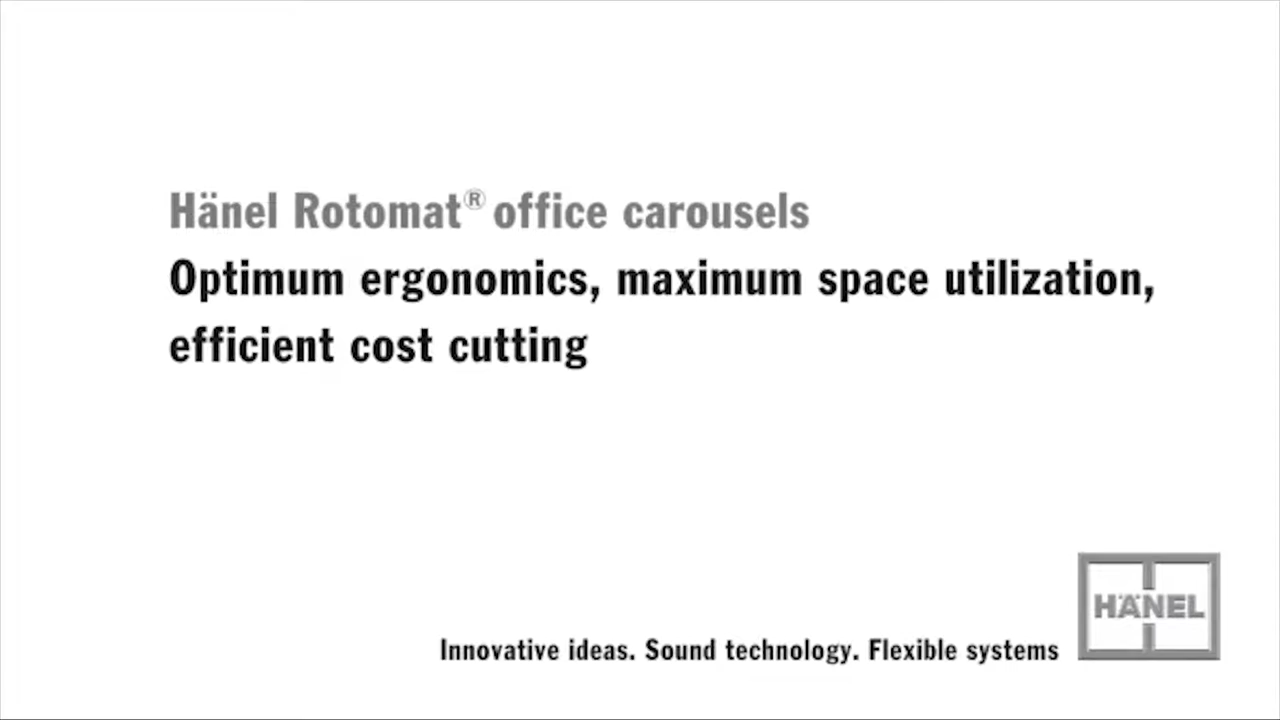 Hänel Rotomat® office carousels
Optimum ergonomics, maximum space utilization,
efficient cost cutting
HÄNEL
Innovative ideas. Sound technology. Flexible systems